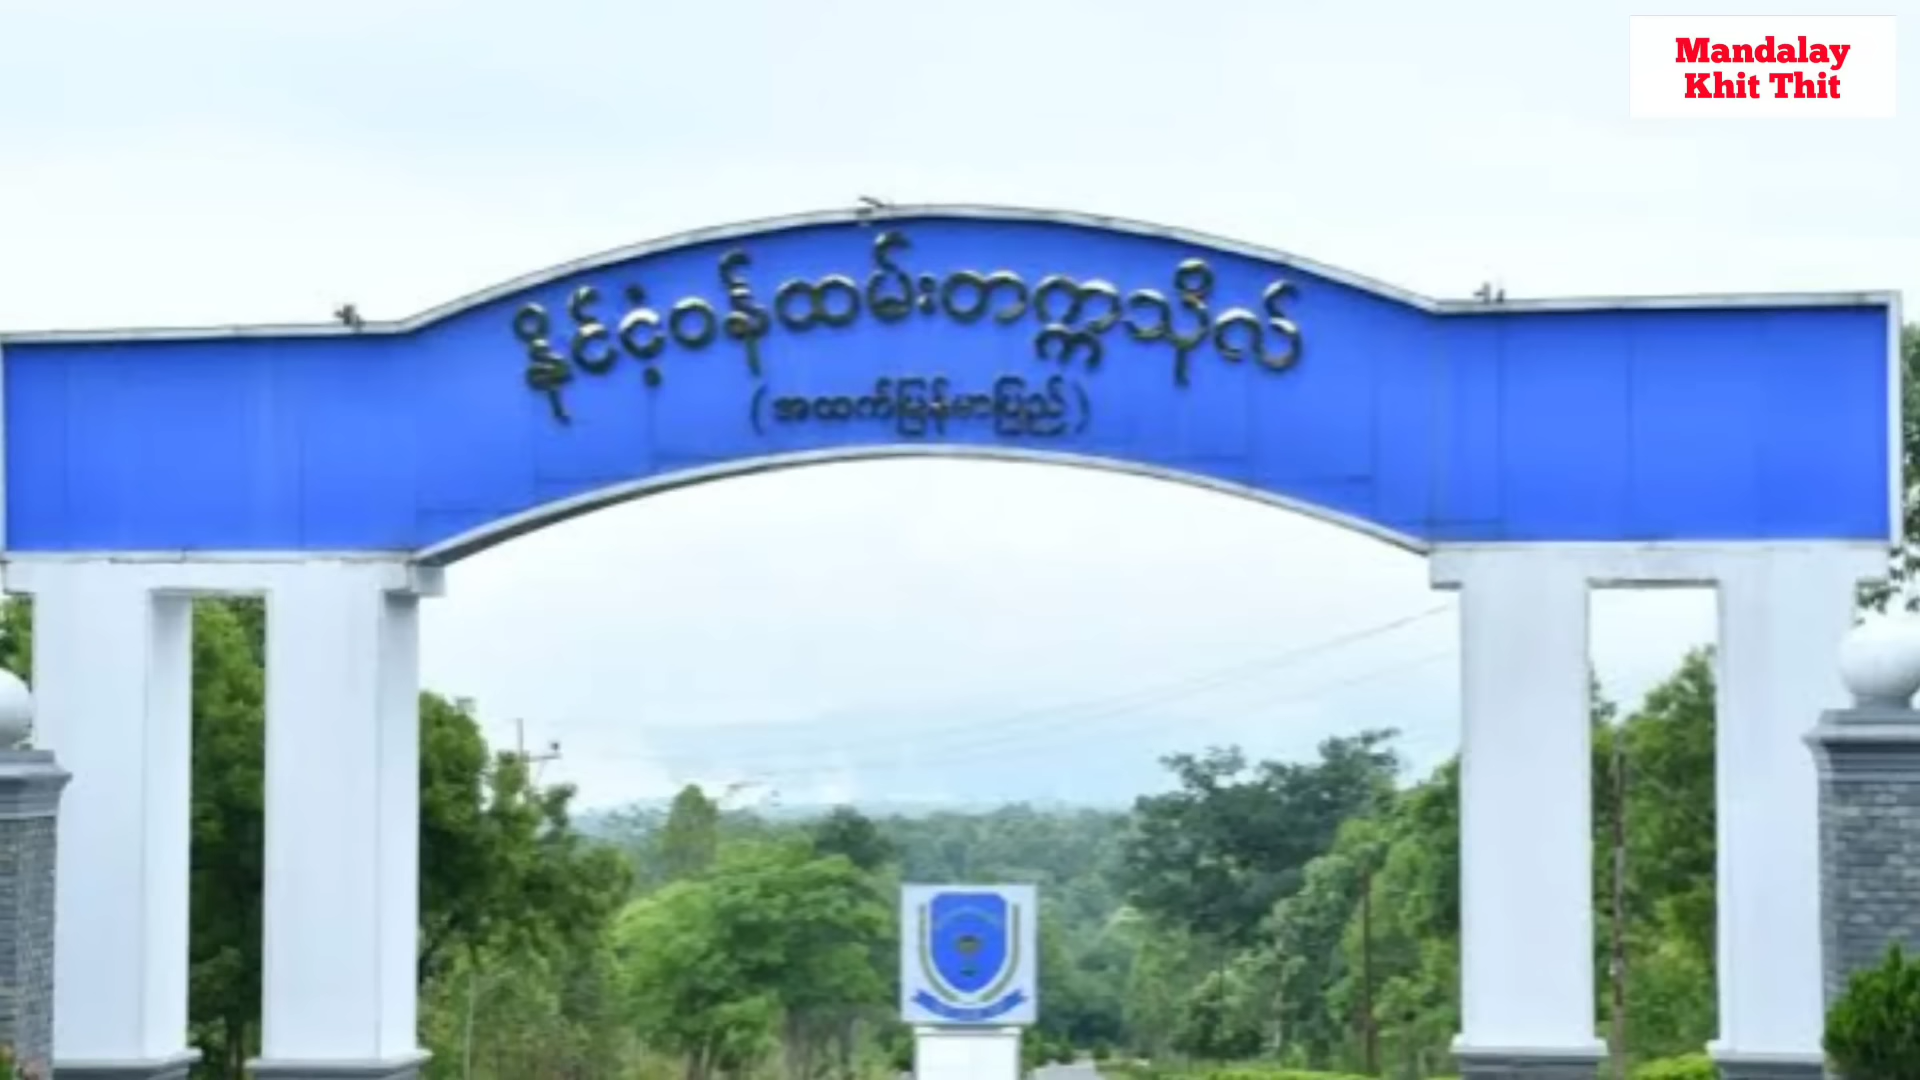 Mandalay
Khit Thit
နိုင်ငံ့ဝန်ထမ်းတက္ကသိုလ်
(အထက်မြန်မာပြည်)